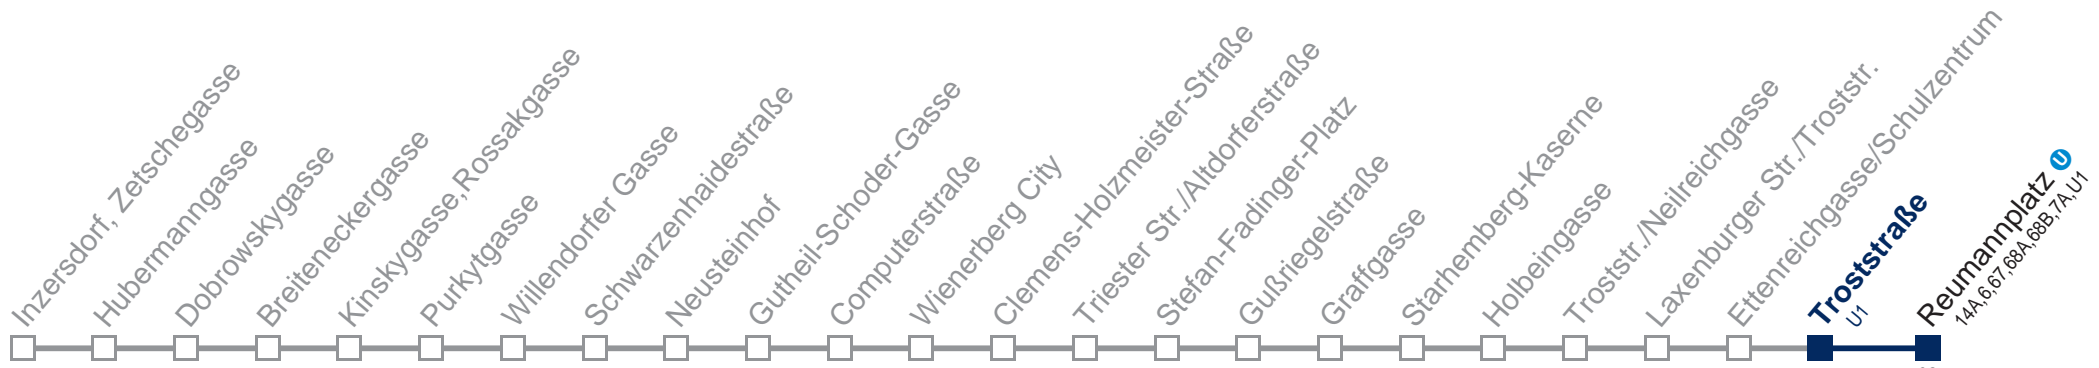 Inzersdorf, Zetschegasse
Hubermanngasse
Dobrowskygasse
Breiteneckergasse
Kinskygasse,Rossakgasse
Purkytgasse
Willendorfer Gasse
Schwarzenhaidestraße
Neusteinhof
Gutheil-Schoder-Gasse
Computerstraße
Wienerberg City
Clemens-Holzmeister-Straße
Triester Str./Altdorferstraße
Stefan-Fadinger-Platz
Gußriegelstraße
Graffgasse
Starhemberg-Kaserne
Holbeingasse
Troststr./Neilreichgasse
Laxenburger Str./Troststr.
Ettenreichgasse/Schulzentrum
Troststraße
U1
Reumannplatz U
14A,6,67,68A,68B,7A,U1